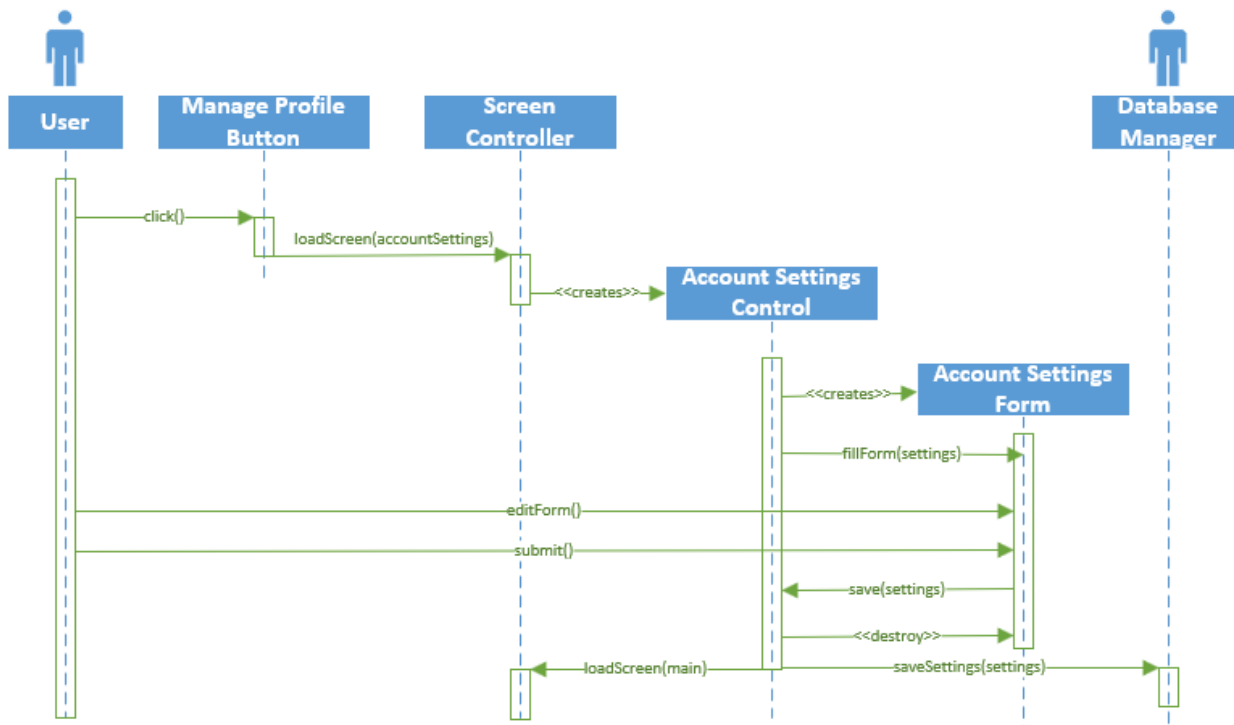 User
Manage Profile
Button
Screen
Controller
Database
Manager
click()
loadScreen(accountSettings)
<<creates>>
Account Settings
Control
<<creates>>
Account Settings
Form
fillForm(settings)
editForm()
submit()
save(settings)
<<destroy>>
loadScreen(main)
saveSettings(settings)